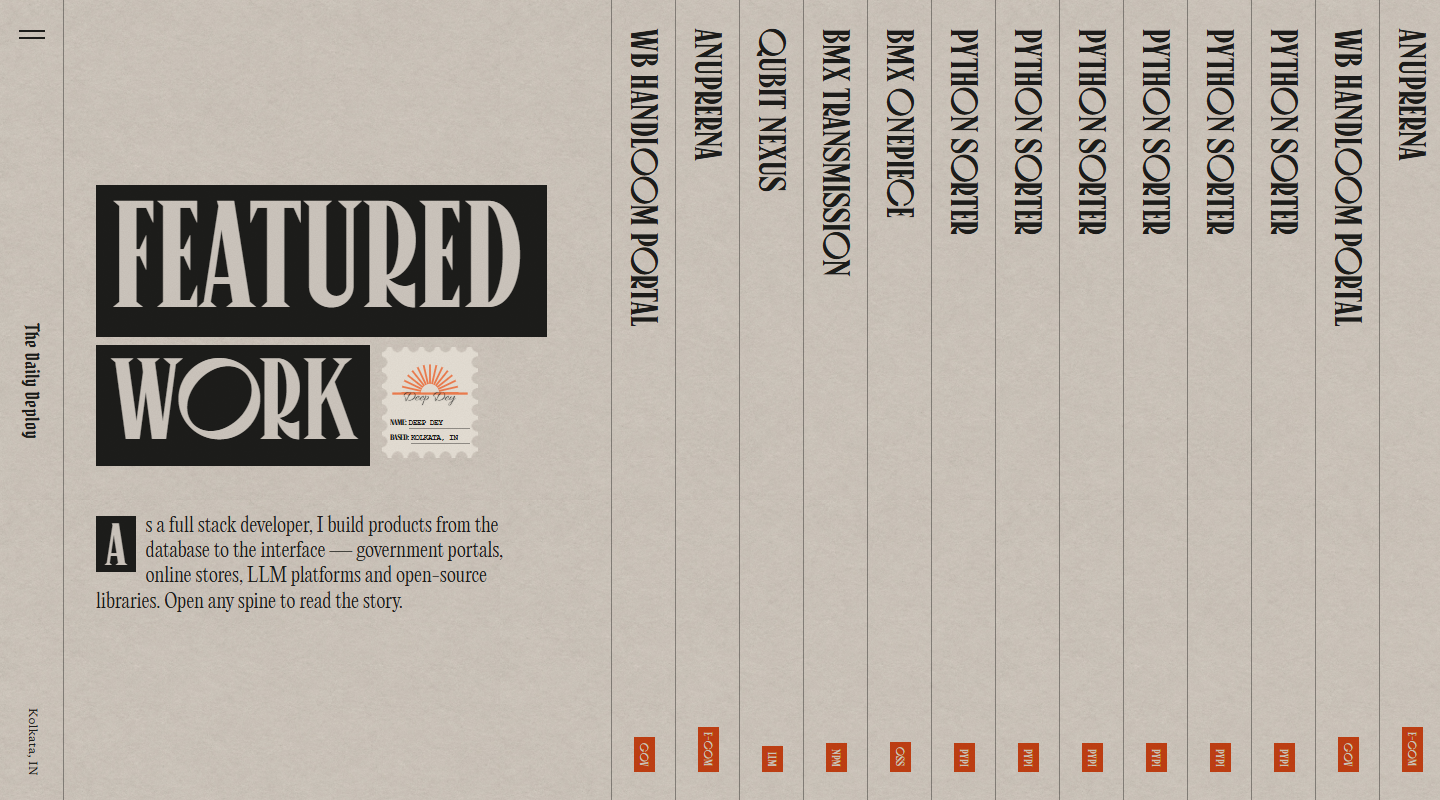 The Daily Deploy
Kolkata, IN
FEATURED
WORK
Deep Dey
NAME: DEEP DEY
BASED: KOLKATA, IN
As a full stack developer, I build products from the
database to the interface — government portals,
online stores, LLM platforms and open-source
libraries. Open any spine to read the story.
WB HANDLOOM PORTAL
GOV
ANUPRERNA
E-COM
QUBIT NEXUS
LLM
BMX TRANSMISSION
NPM
BMX ONEPIECE
OSS
PYTHON SORTER
PYPI
PYTHON SORTER
PYPI
PYTHON SORTER
PYPI
PYTHON SORTER
PYPI
PYTHON SORTER
PYPI
PYTHON SORTER
PYPI
WB HANDLOOM PORTAL
GOV
ANUPRERNA
E-COM